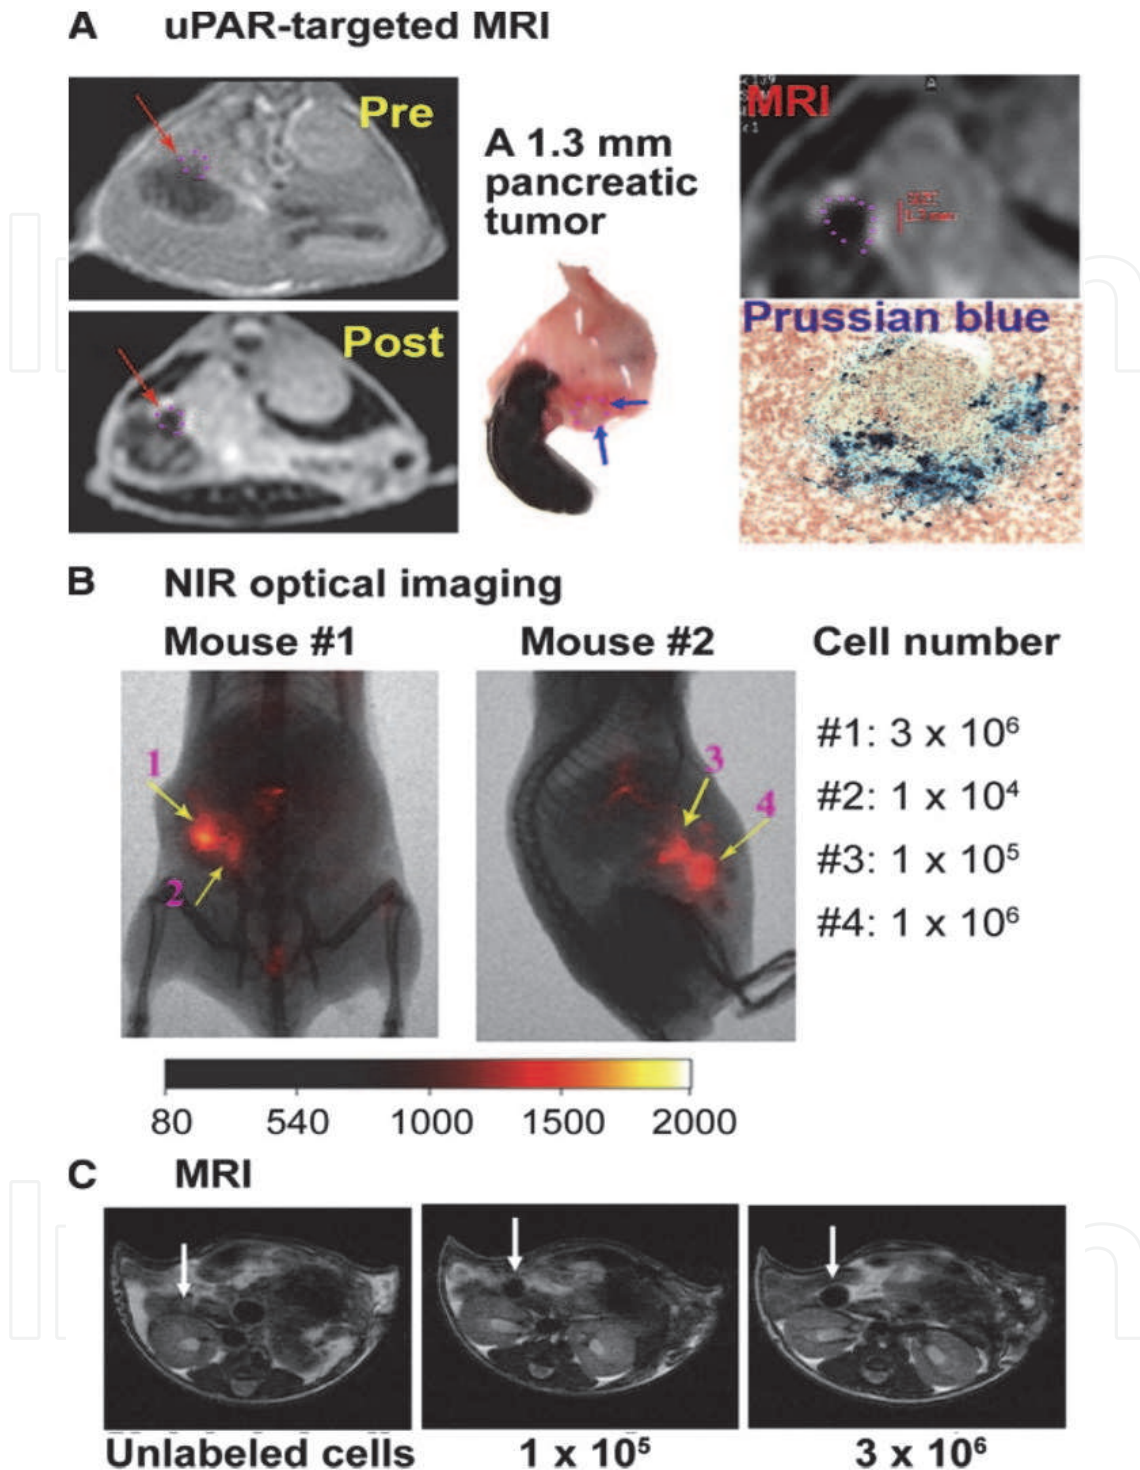 A uPAR-targeted MRI
Pre
A 1.3 mm
pancreatic
tumor
MRI
Post
Prussian blue
B NIR optical imaging
Mouse #1 Mouse #2 Cell number
1
2
3
4
#1: 3 x 10⁶
#2: 1 x 10⁴
#3: 1 x 10⁵
#4: 1 x 10⁶
80 540 1000 1500 2000
C MRI
Unlabeled cells 1 x 10⁵ 3 x 10⁶